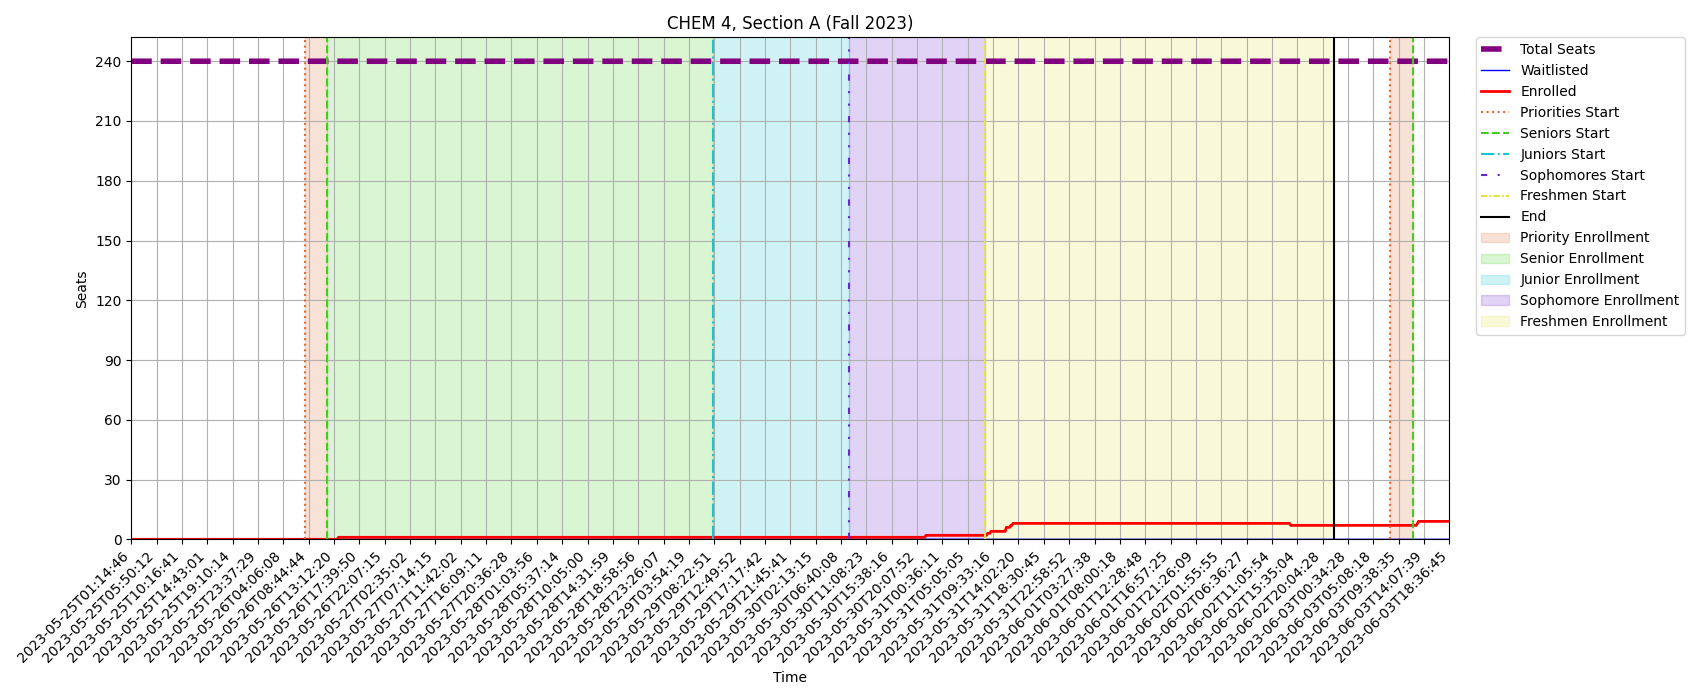 CHEM 4, Section A (Fall 2023)
Seats
240
210
180
150
120
90
60
30
0
2023-05-25T01:14:46
2023-05-25T05:50:12
2023-05-25T10:16:41
2023-05-25T14:43:01
2023-05-25T19:10:14
2023-05-25T23:37:29
2023-05-26T04:06:08
2023-05-26T08:44:44
2023-05-26T13:12:20
2023-05-26T17:39:50
2023-05-26T22:07:15
2023-05-27T02:35:02
2023-05-27T07:14:15
2023-05-27T11:42:02
2023-05-27T16:09:11
2023-05-27T20:36:28
2023-05-28T01:03:56
2023-05-28T05:37:14
2023-05-28T10:05:00
2023-05-28T14:31:59
2023-05-28T18:58:56
2023-05-28T23:26:07
2023-05-29T03:54:19
2023-05-29T08:22:51
2023-05-29T12:49:52
2023-05-29T17:17:42
2023-05-29T21:45:41
2023-05-30T02:13:15
2023-05-30T06:40:08
2023-05-30T11:08:23
2023-05-30T15:38:16
2023-05-30T20:07:52
2023-05-31T00:36:11
2023-05-31T05:05:05
2023-05-31T09:33:16
2023-05-31T14:02:20
2023-05-31T18:30:45
2023-05-31T22:58:52
2023-06-01T03:27:38
2023-06-01T08:00:18
2023-06-01T12:28:48
2023-06-01T16:57:25
2023-06-01T21:26:09
2023-06-02T01:55:55
2023-06-02T06:36:27
2023-06-02T11:05:54
2023-06-02T15:35:04
2023-06-02T20:04:28
2023-06-03T00:34:28
2023-06-03T05:08:18
2023-06-03T09:38:35
2023-06-03T14:07:39
2023-06-03T18:36:45
Time
Total Seats
Waitlisted
Enrolled
Priorities Start
Seniors Start
Juniors Start
Sophomores Start
Freshmen Start
End
Priority Enrollment
Senior Enrollment
Junior Enrollment
Sophomore Enrollment
Freshmen Enrollment